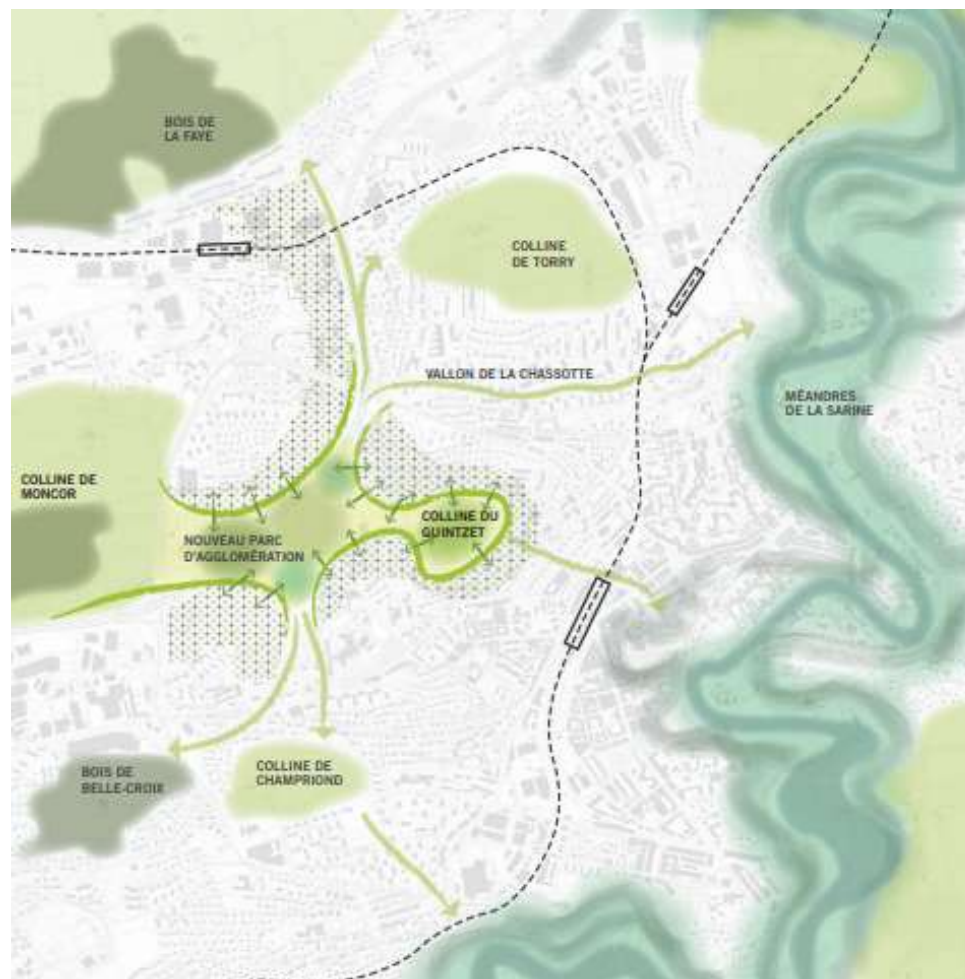 BOIS DE
LA FAYE
COLLINE
DE TORRY
VALLON DE LA CHASSOTTE
MÉANDRES
DE LA SARINE
COLLINE DE
MONCOR
COLLINE DU
GUINTZET
NOUVEAU PARC
D'AGGLOMÉRATION
BOIS DE
BELLE-CROIX
COLLINE DE
CHAMPRIOND